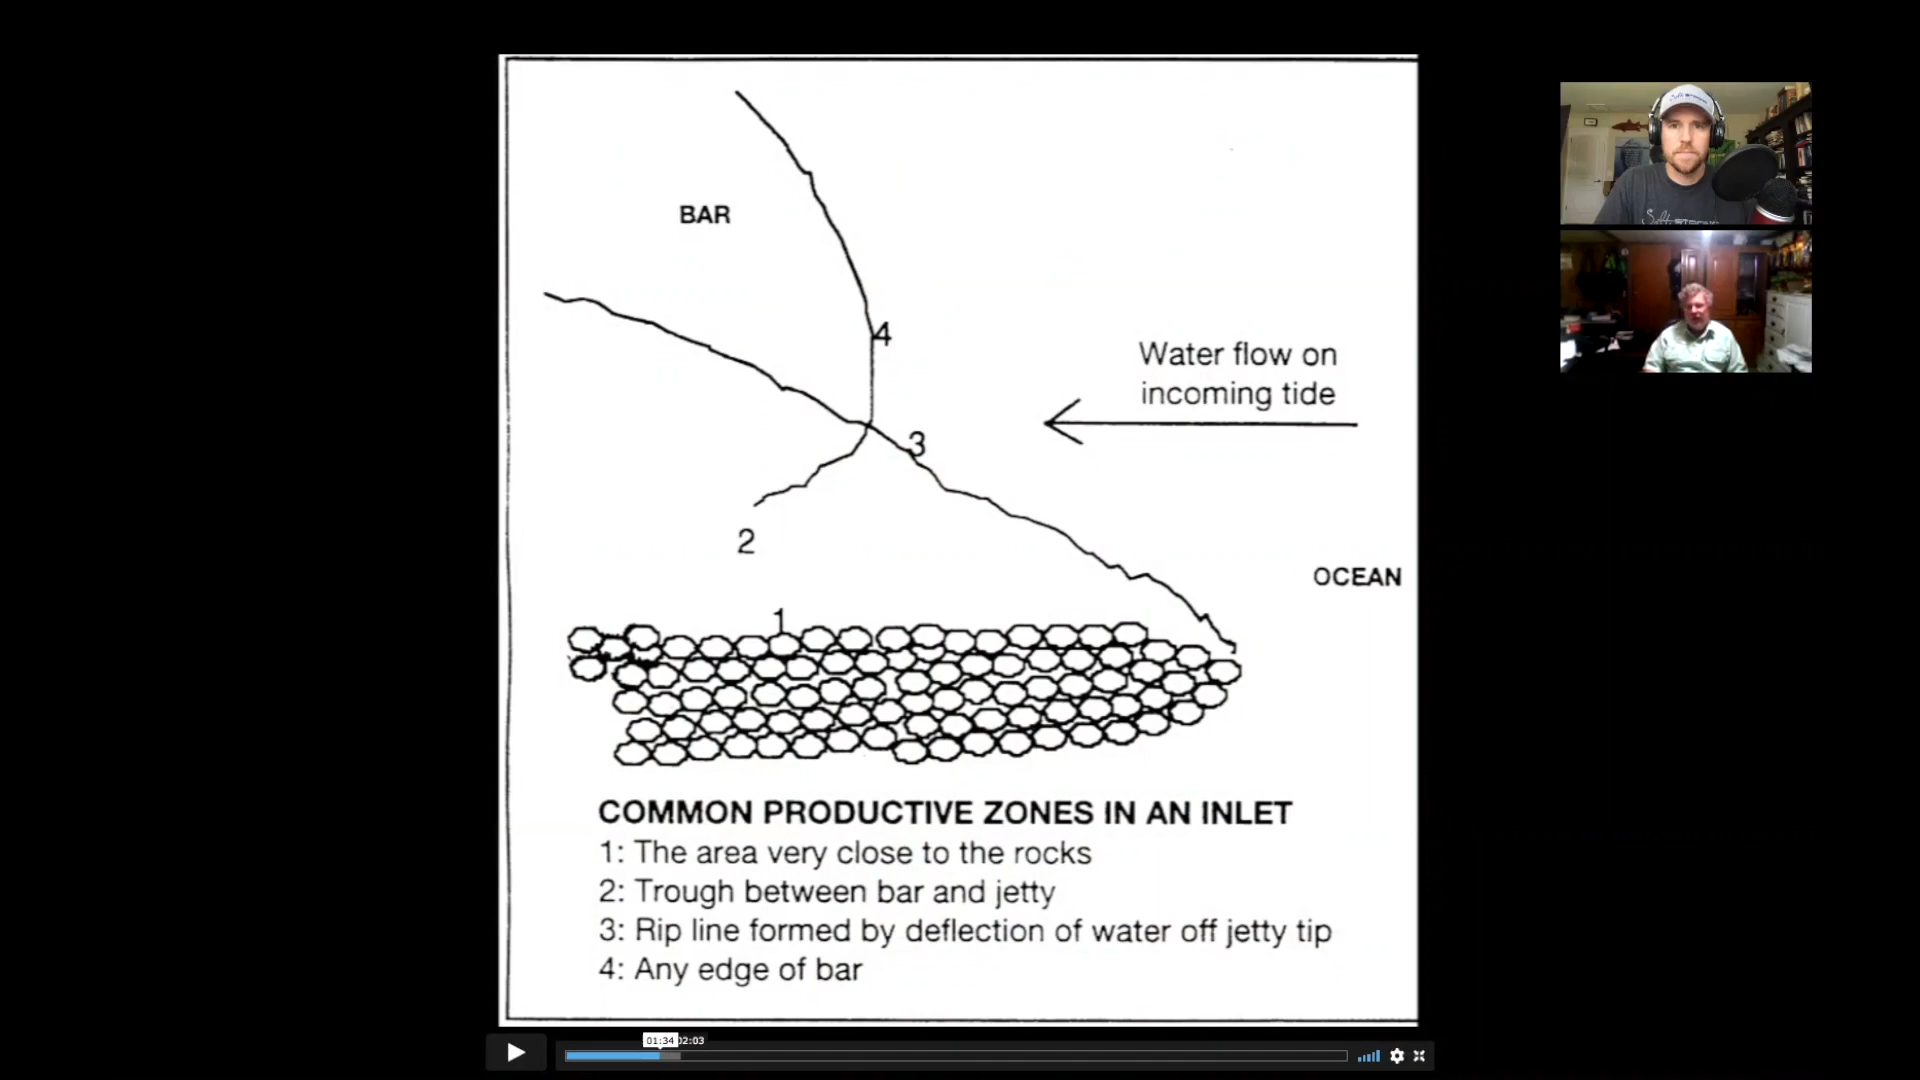 BAR
4
Water flow on
incoming tide
3
2
OCEAN
1
COMMON PRODUCTIVE ZONES IN AN INLET
1: The area very close to the rocks
2: Trough between bar and jetty
3: Rip line formed by deflection of water off jetty tip
4: Any edge of bar
01:34
02:03
Salt STRONG